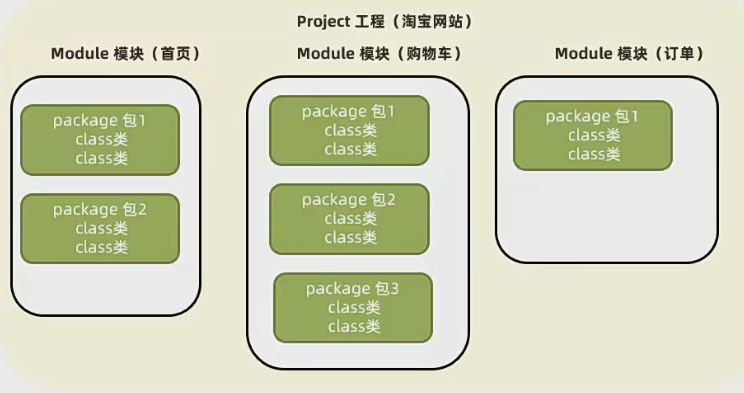 Project 工程（淘宝网站）
Module 模块（首页）
Module 模块（购物车）
Module 模块（订单）
package 包1
class类
class类
package 包2
class类
class类
package 包1
class类
class类
package 包2
class类
class类
package 包3
class类
class类
package 包1
class类
class类